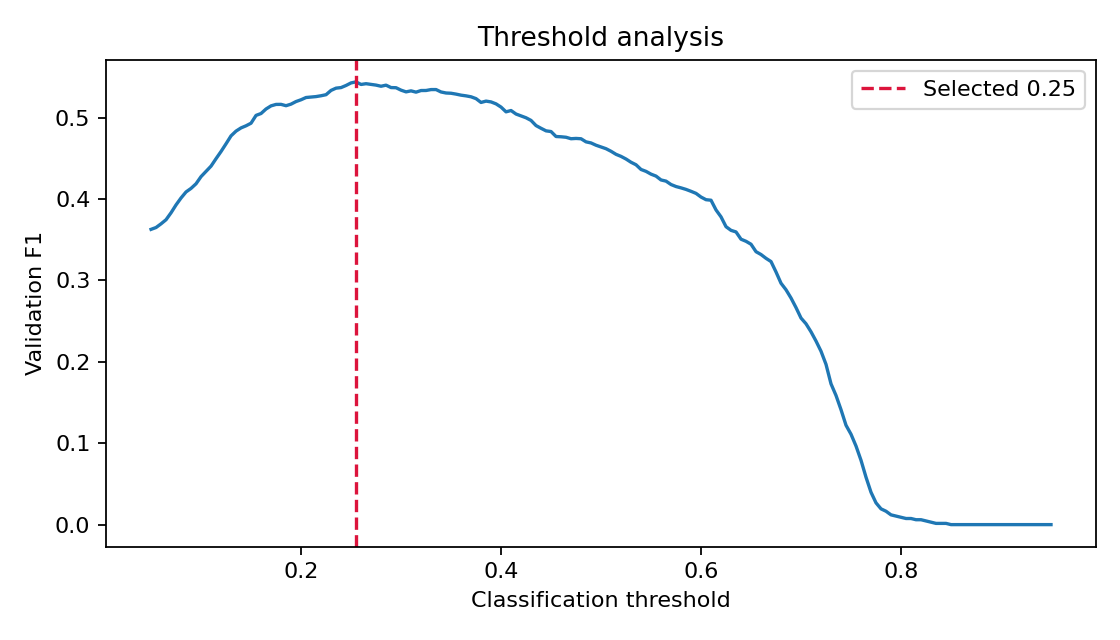 Threshold analysis
Selected 0.25
Validation F1
0.5
0.4
0.3
0.2
0.1
0.0
0.2 0.4 0.6 0.8
Classification threshold